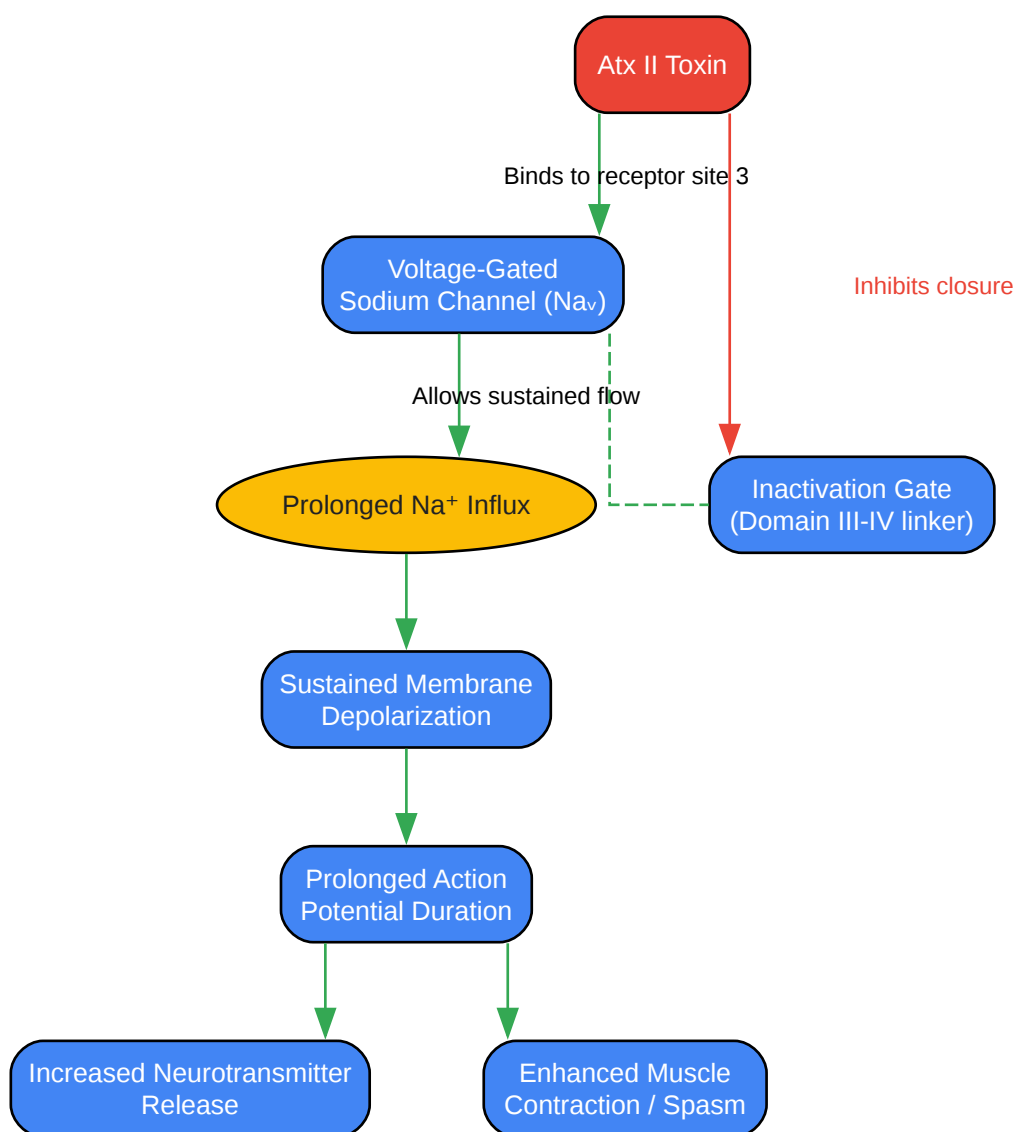 Atx II Toxin
Binds to receptor site 3
Voltage-Gated
Sodium Channel (Naᵥ)
Inhibits closure
Allows sustained flow
Prolonged Na⁺ Influx
Inactivation Gate
(Domain III-IV linker)
Sustained Membrane
Depolarization
Prolonged Action
Potential Duration
Increased Neurotransmitter
Release
Enhanced Muscle
Contraction / Spasm